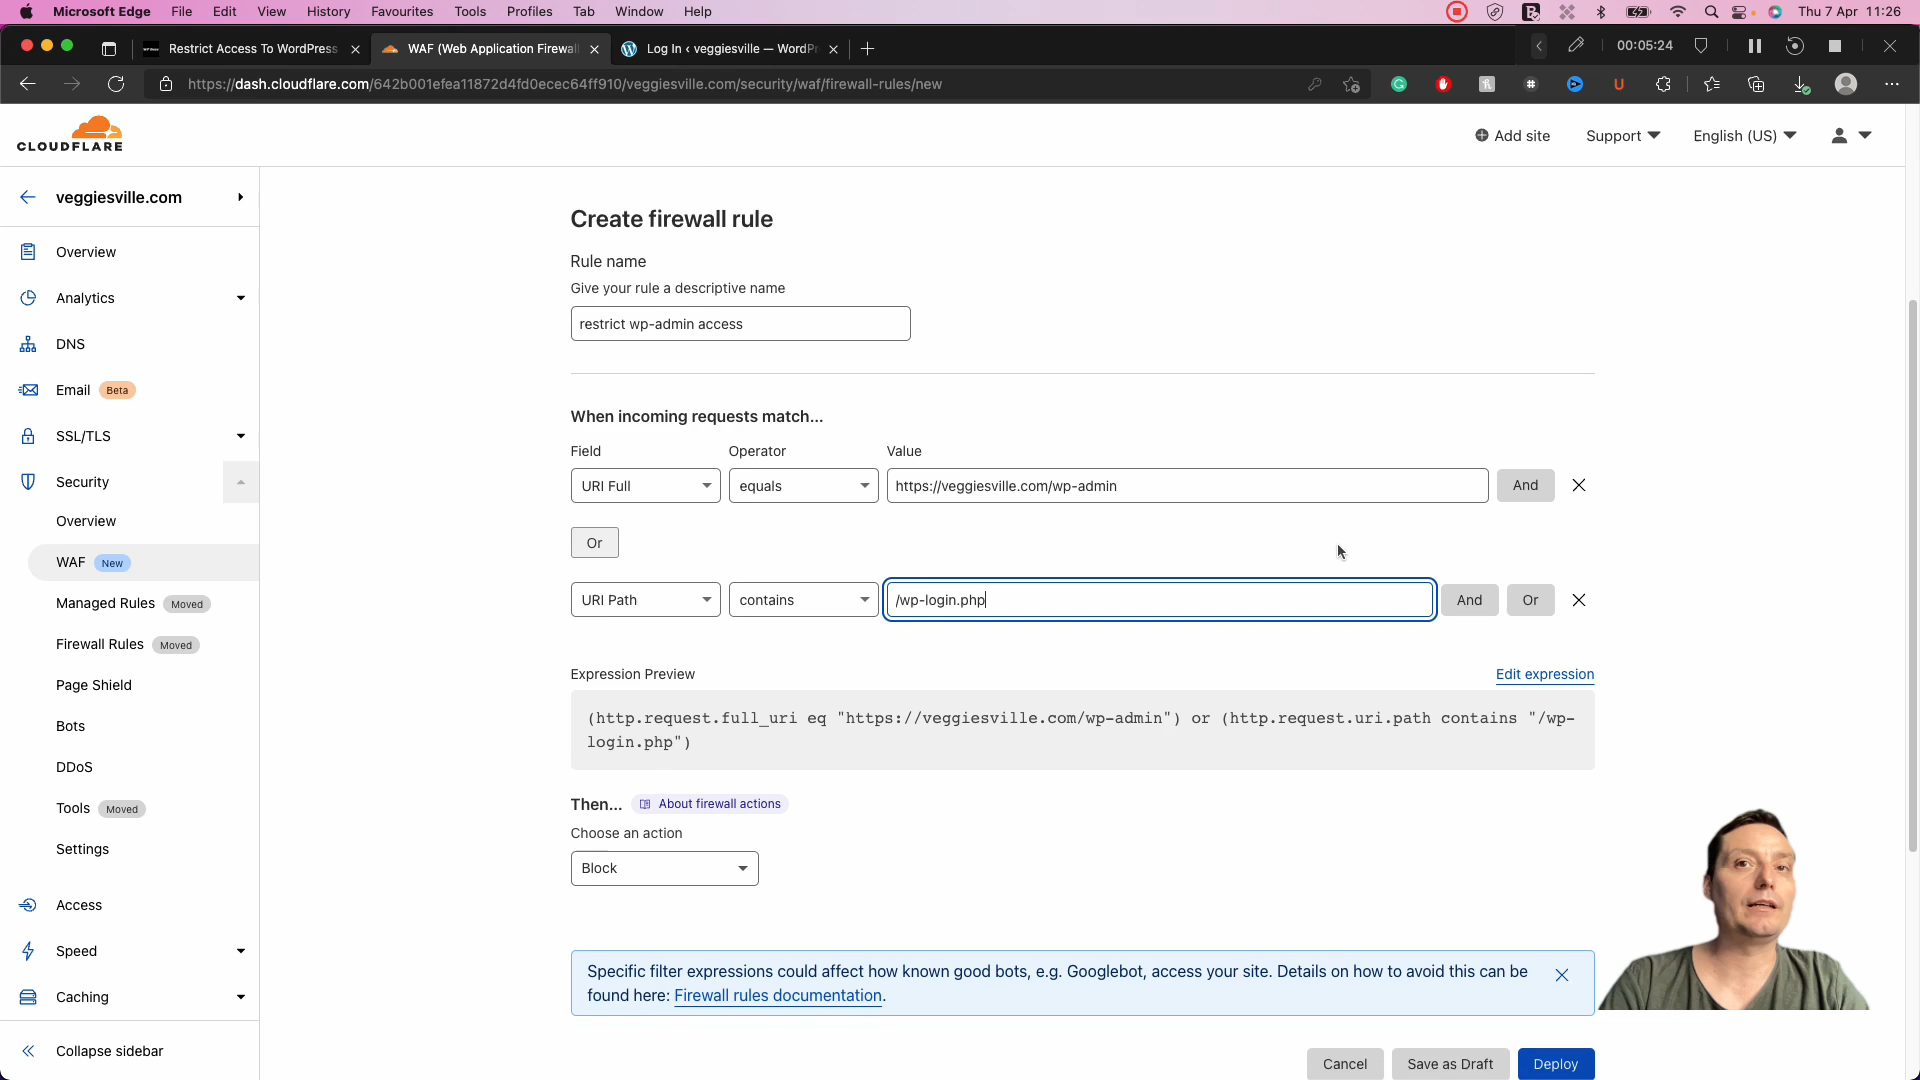 Microsoft Edge File Edit View History Favourites Tools Profiles Tab Window Help Thu 7 Apr 11:26
Restrict Access To WordPress
WAF (Web Application Firewall
Log In ‹ veggiesville — WordPr
00:05:24
https://dash.cloudflare.com/642b001efea11872d4fd0ecec64ff910/veggiesville.com/security/waf/firewall-rules/new
CLOUDFLARE
Add site Support English (US)
veggiesville.com
Overview
Analytics
DNS
Email Beta
SSL/TLS
Security
Overview
WAF New
Managed Rules Moved
Firewall Rules Moved
Page Shield
Bots
DDoS
Tools Moved
Settings
Access
Speed
Caching
Collapse sidebar
Create firewall rule
Rule name
Give your rule a descriptive name
restrict wp-admin access
When incoming requests match...
Field Operator Value
URI Full equals https://veggiesville.com/wp-admin And
Or
URI Path contains /wp-login.php And Or
Expression Preview Edit expression
(http.request.full_uri eq "https://veggiesville.com/wp-admin") or (http.request.uri.path contains "/wp-
login.php")
Then... About firewall actions
Choose an action
Block
Specific filter expressions could affect how known good bots, e.g. Googlebot, access your site. Details on how to avoid this can be
found here: Firewall rules documentation.
Cancel Save as Draft Deploy